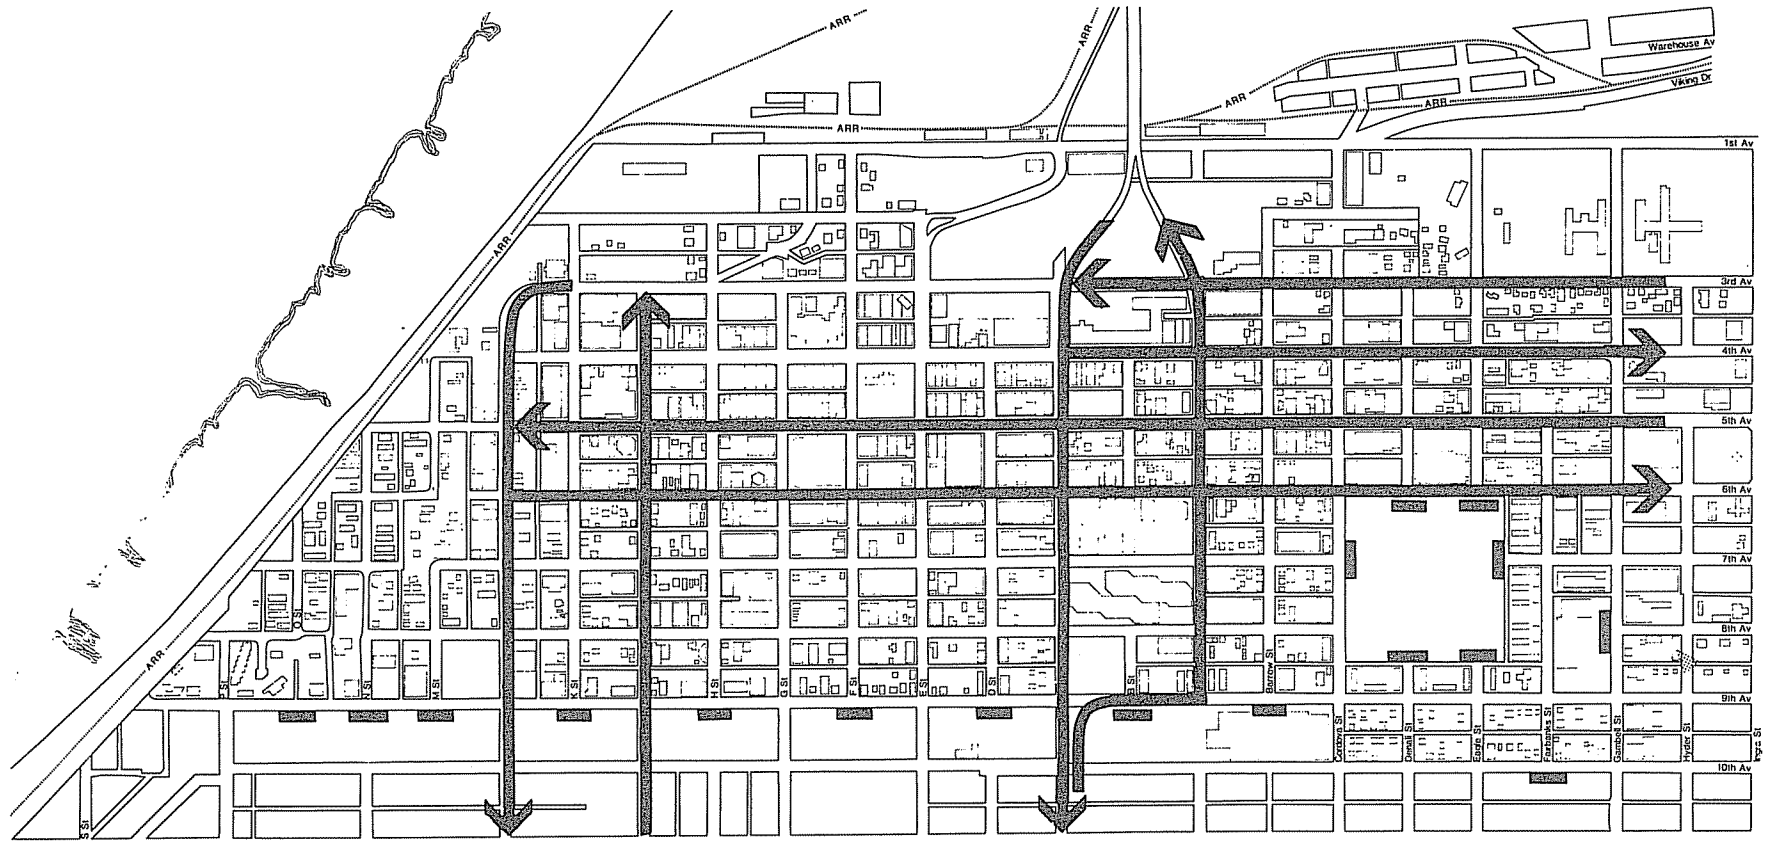 ARR
ARR
Warehouse Av
Viking Dr
ARR
ARR
ARR
1st Av
ARR
3rd Av
4th Av
5th Av
6th Av
7th Av
O St
8th Av
ARR
P St
N St
M St
K St
H St
G St
F St
E St
D St
B St
Barrow St
9th Av
Cordova St
Denali St
Eagle St
Fairbanks St
Gambell St
Hyder St
Ingra St
10th Av
S St